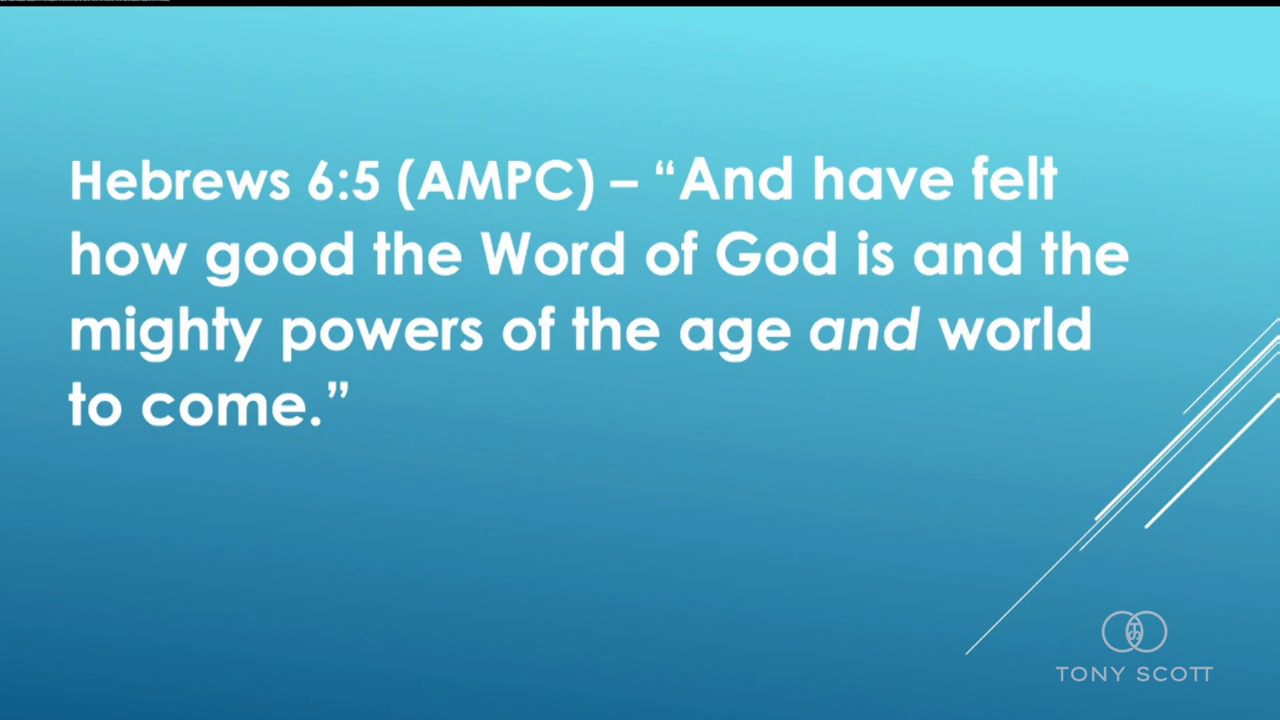 Hebrews 6:5 (AMPC) – “And have felt
how good the Word of God is and the
mighty powers of the age and world
to come.”
TONY SCOTT